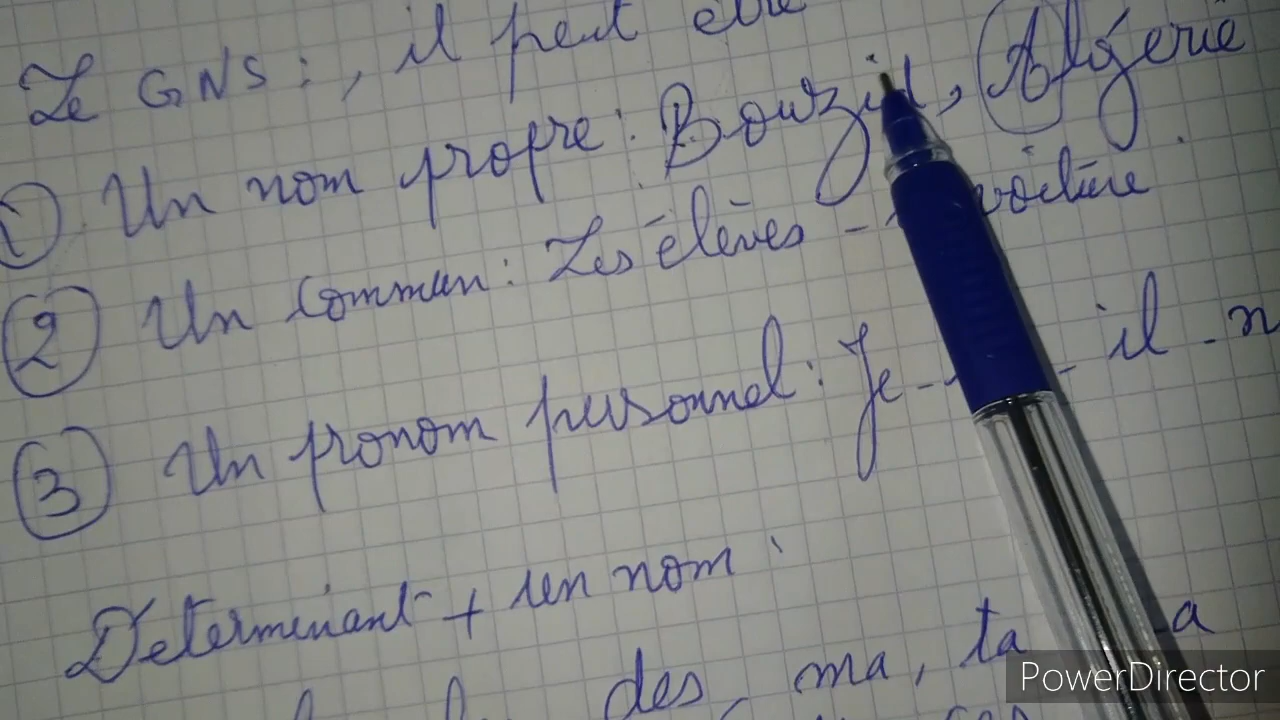 Le GNS : , il peut être
① Un nom propre : Bouzid, Algérie
② Un commun : Les élèves - voiture.
③ Un pronom personnel : Je - - il - n
Determinant + un nom :
des, ma, ta a
PowerDirector